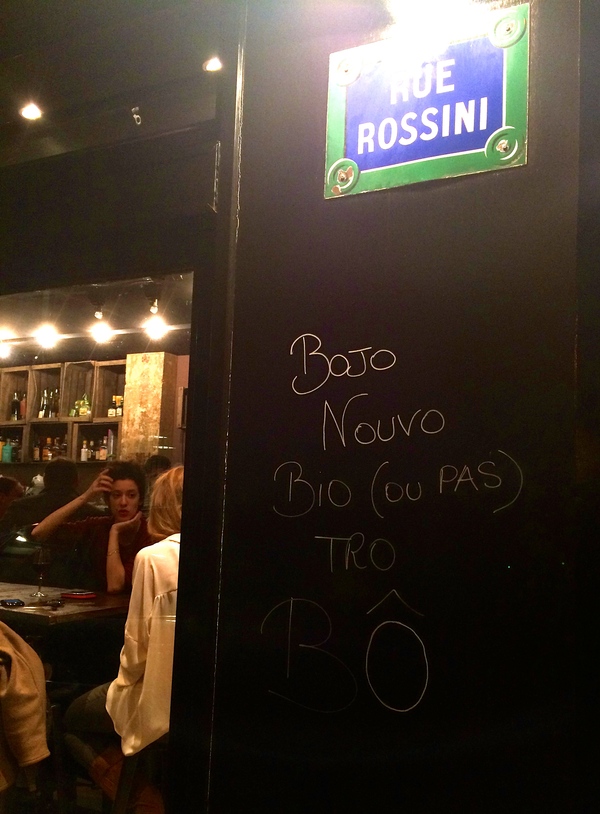 RUE
ROSSINI
BOJO
NOUVO
BIO (OU PAS)
TRO
BÔ